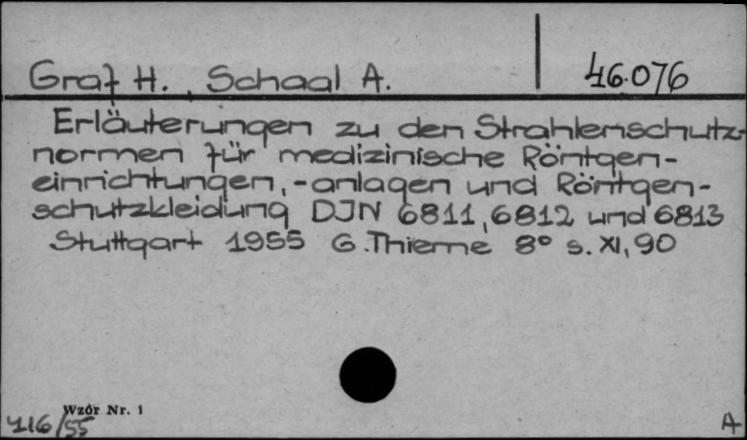 Graf H., Schaal A.
46.076
Erläuterungen zu den Strahlenschutz-
normen für medizinische Röntgen-
einrichtungen, -anlagen und Röntgen-
schutzkleidung DIN 6811, 6812 und 6813
Stuttgart 1955 G. Thieme 8° s. XI, 90
Wzór Nr. 1
416/55
A